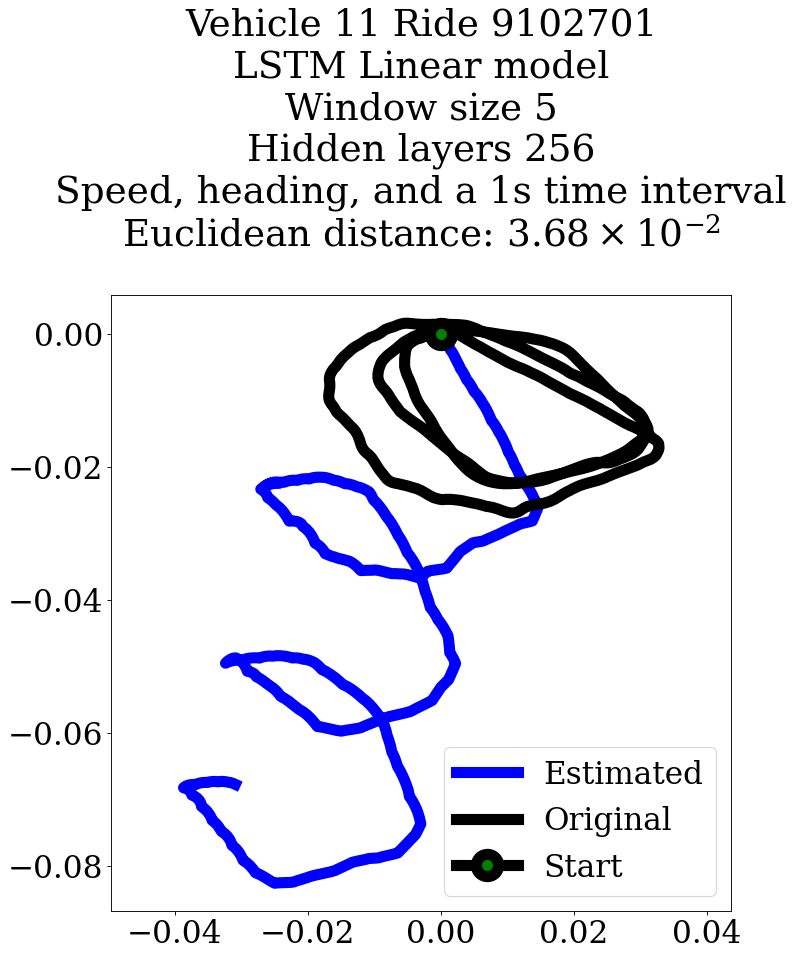 Vehicle 11 Ride 9102701
LSTM Linear model
Window size 5
Hidden layers 256
Speed, heading, and a 1s time interval
Euclidean distance: 3.68 × 10⁻²
0.00
−0.02
−0.04
−0.06
−0.08
Estimated
Original
Start
−0.04 −0.02 0.00 0.02 0.04